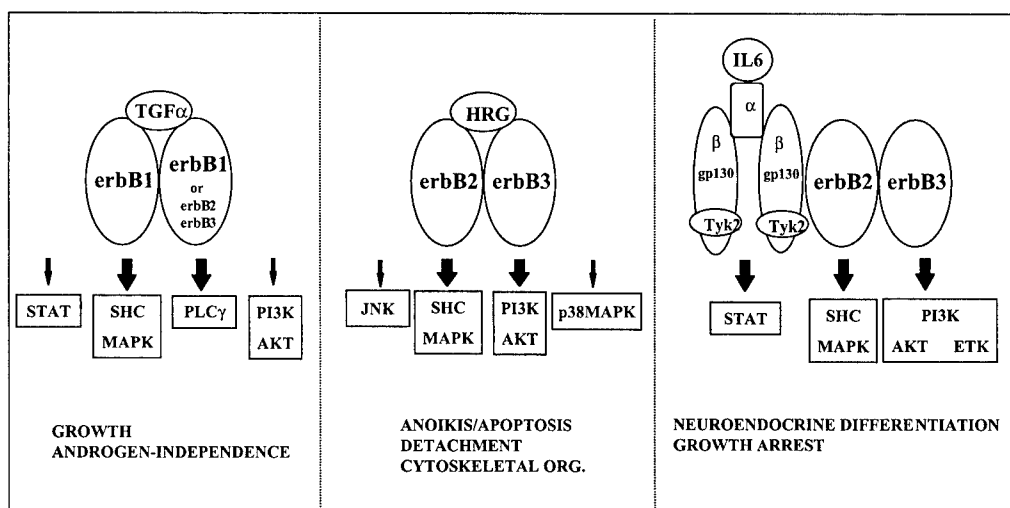 TGFα
erbB1
erbB1
or
erbB2
erbB3
STAT
SHC
MAPK
PLCγ
PI3K
AKT
GROWTH
ANDROGEN-INDEPENDENCE
HRG
erbB2
erbB3
JNK
SHC
MAPK
PI3K
AKT
p38MAPK
ANOIKIS/APOPTOSIS
DETACHMENT
CYTOSKELETAL ORG.
IL6
α
β
gp130
Tyk2
β
gp130
Tyk2
erbB2
erbB3
STAT
SHC
MAPK
PI3K
AKT ETK
NEUROENDOCRINE DIFFERENTIATION
GROWTH ARREST